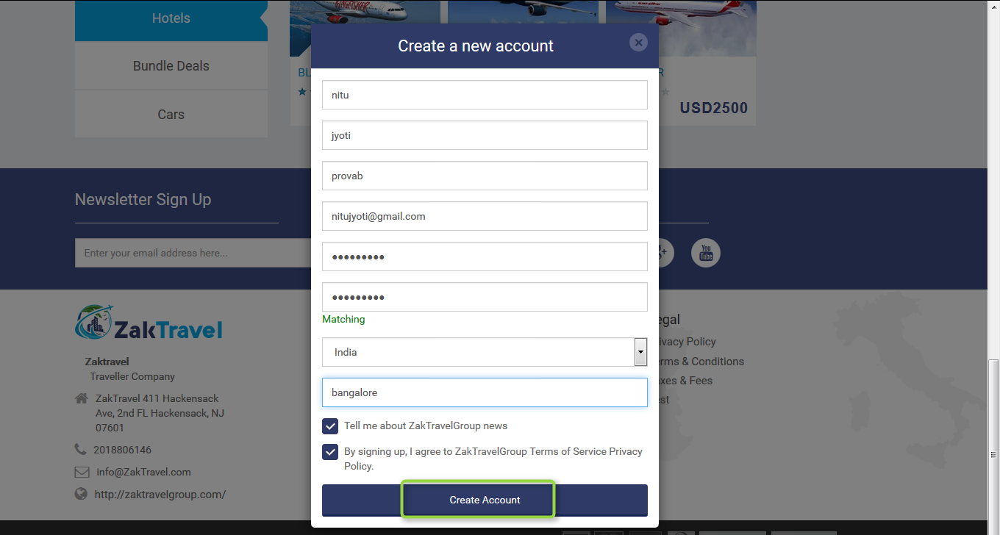 Hotels
Bundle Deals
Cars
KINGFISHER
BL
R
USD2500
Create a new account
nitu
jyoti
provab
nitujyoti@gmail.com
•••••••••
•••••••••
Matching
India
bangalore
Tell me about ZakTravelGroup news
By signing up, I agree to ZakTravelGroup Terms of Service Privacy
Policy.
Create Account
Newsletter Sign Up
Enter your email address here...
g+
You
Tube
ZakTravel
Zaktravel
Traveller Company
ZakTravel 411 Hackensack
Ave, 2nd FL Hackensack, NJ
07601
2018806146
info@ZakTravel.com
http://zaktravelgroup.com/
egal
ivacy Policy
rms & Conditions
xes & Fees
est